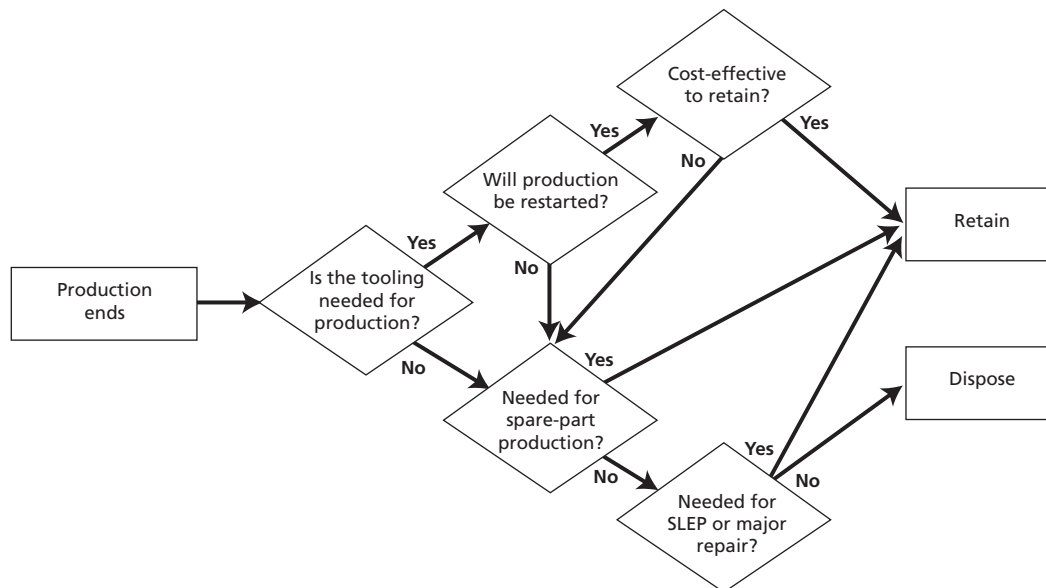 Production
ends
Is the tooling
needed for
production?
Yes
No
Will production
be restarted?
Yes
No
Cost-effective
to retain?
Yes
No
Needed for
spare-part
production?
Yes
No
Needed for
SLEP or major
repair?
Yes
No
Retain
Dispose